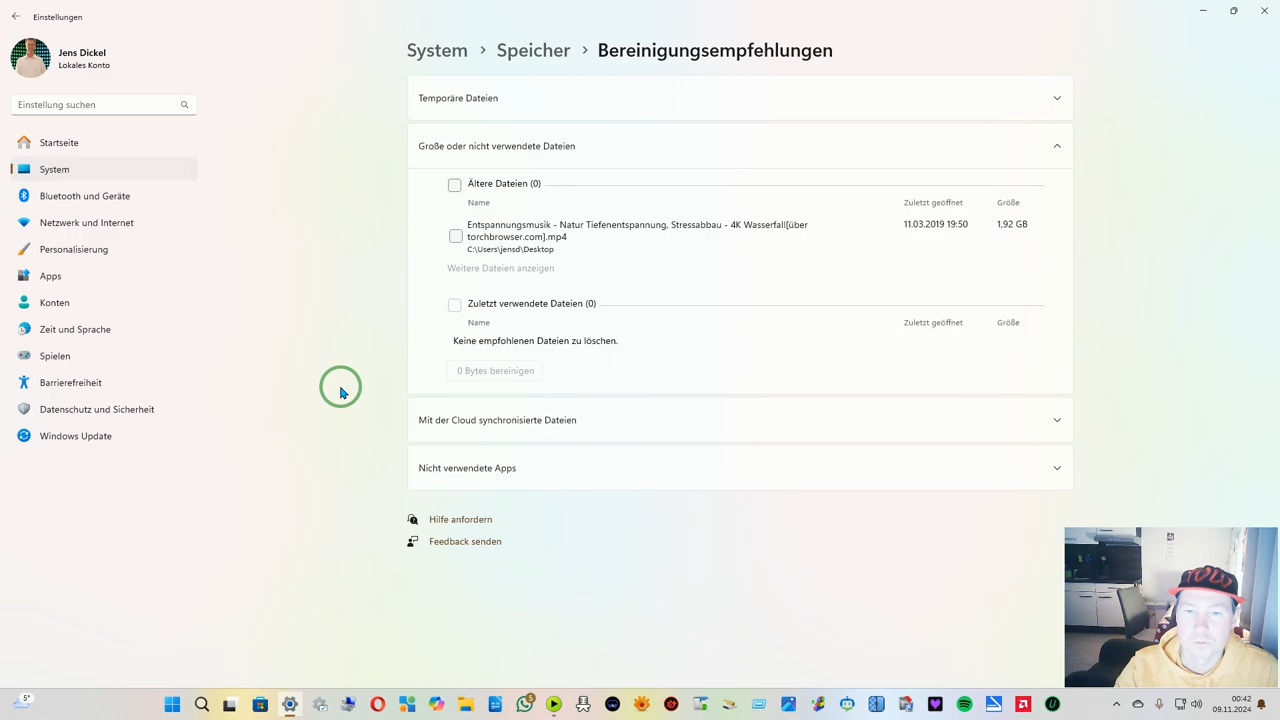 Einstellungen
Jens Dickel
Lokales Konto
Einstellung suchen
Startseite
System
Bluetooth und Geräte
Netzwerk und Internet
Personalisierung
Apps
Konten
Zeit und Sprache
Spielen
Barrierefreiheit
Datenschutz und Sicherheit
Windows Update
System > Speicher > Bereinigungsempfehlungen
Temporäre Dateien
Große oder nicht verwendete Dateien
Ältere Dateien (0)
Name Zuletzt geöffnet Größe
Entspannungsmusik - Natur Tiefenentspannung, Stressabbau - 4K Wasserfall[über 11.03.2019 19:50 1,92 GB
torchbrowser.com].mp4
C:\Users\jensd\Desktop
Weitere Dateien anzeigen
Zuletzt verwendete Dateien (0)
Name Zuletzt geöffnet Größe
Keine empfohlenen Dateien zu löschen.
0 Bytes bereinigen
Mit der Cloud synchronisierte Dateien
Nicht verwendete Apps
Hilfe anfordern
Feedback senden
5°
5
00:42
09.11.2024